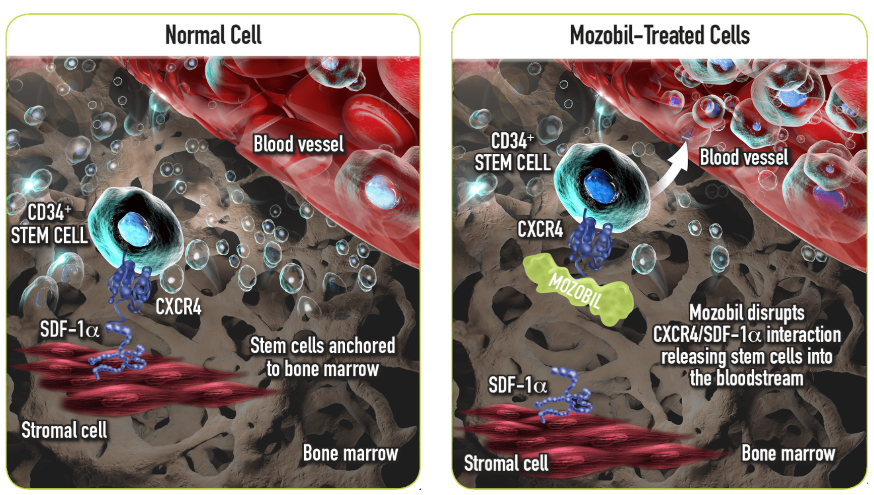 Normal Cell
Blood vessel
CD34+
STEM CELL
CXCR4
SDF-1α
Stem cells anchored
to bone marrow
Stromal cell
Bone marrow
Mozobil-Treated Cells
CD34+
STEM CELL
Blood vessel
CXCR4
MOZOBIL
Mozobil disrupts
CXCR4/SDF-1α interaction
releasing stem cells into
the bloodstream
SDF-1α
Stromal cell
Bone marrow